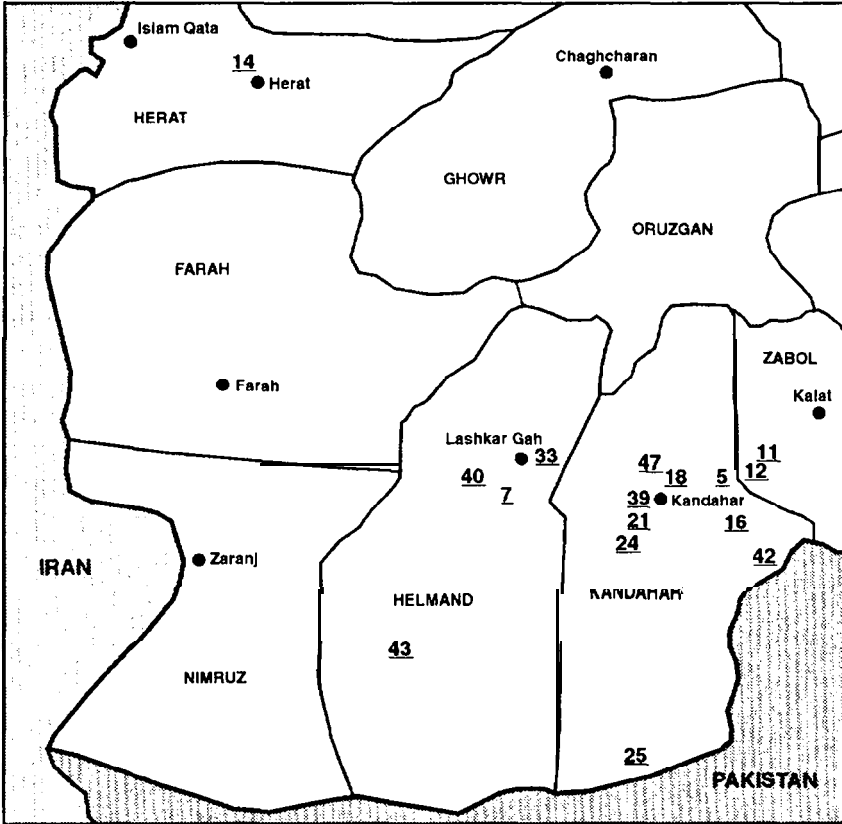 Islam Qata
Chaghcharan
14
Herat
HERAT
GHOWR
ORUZGAN
FARAH
ZABOL
Farah
Kalat
Lashkar Gah
33
11
47
12
40
18
5
7
39
Kandahar
21
16
24
42
Zaranj
IRAN
HELMAND
KANDAHAR
43
NIMRUZ
25
PAKISTAN